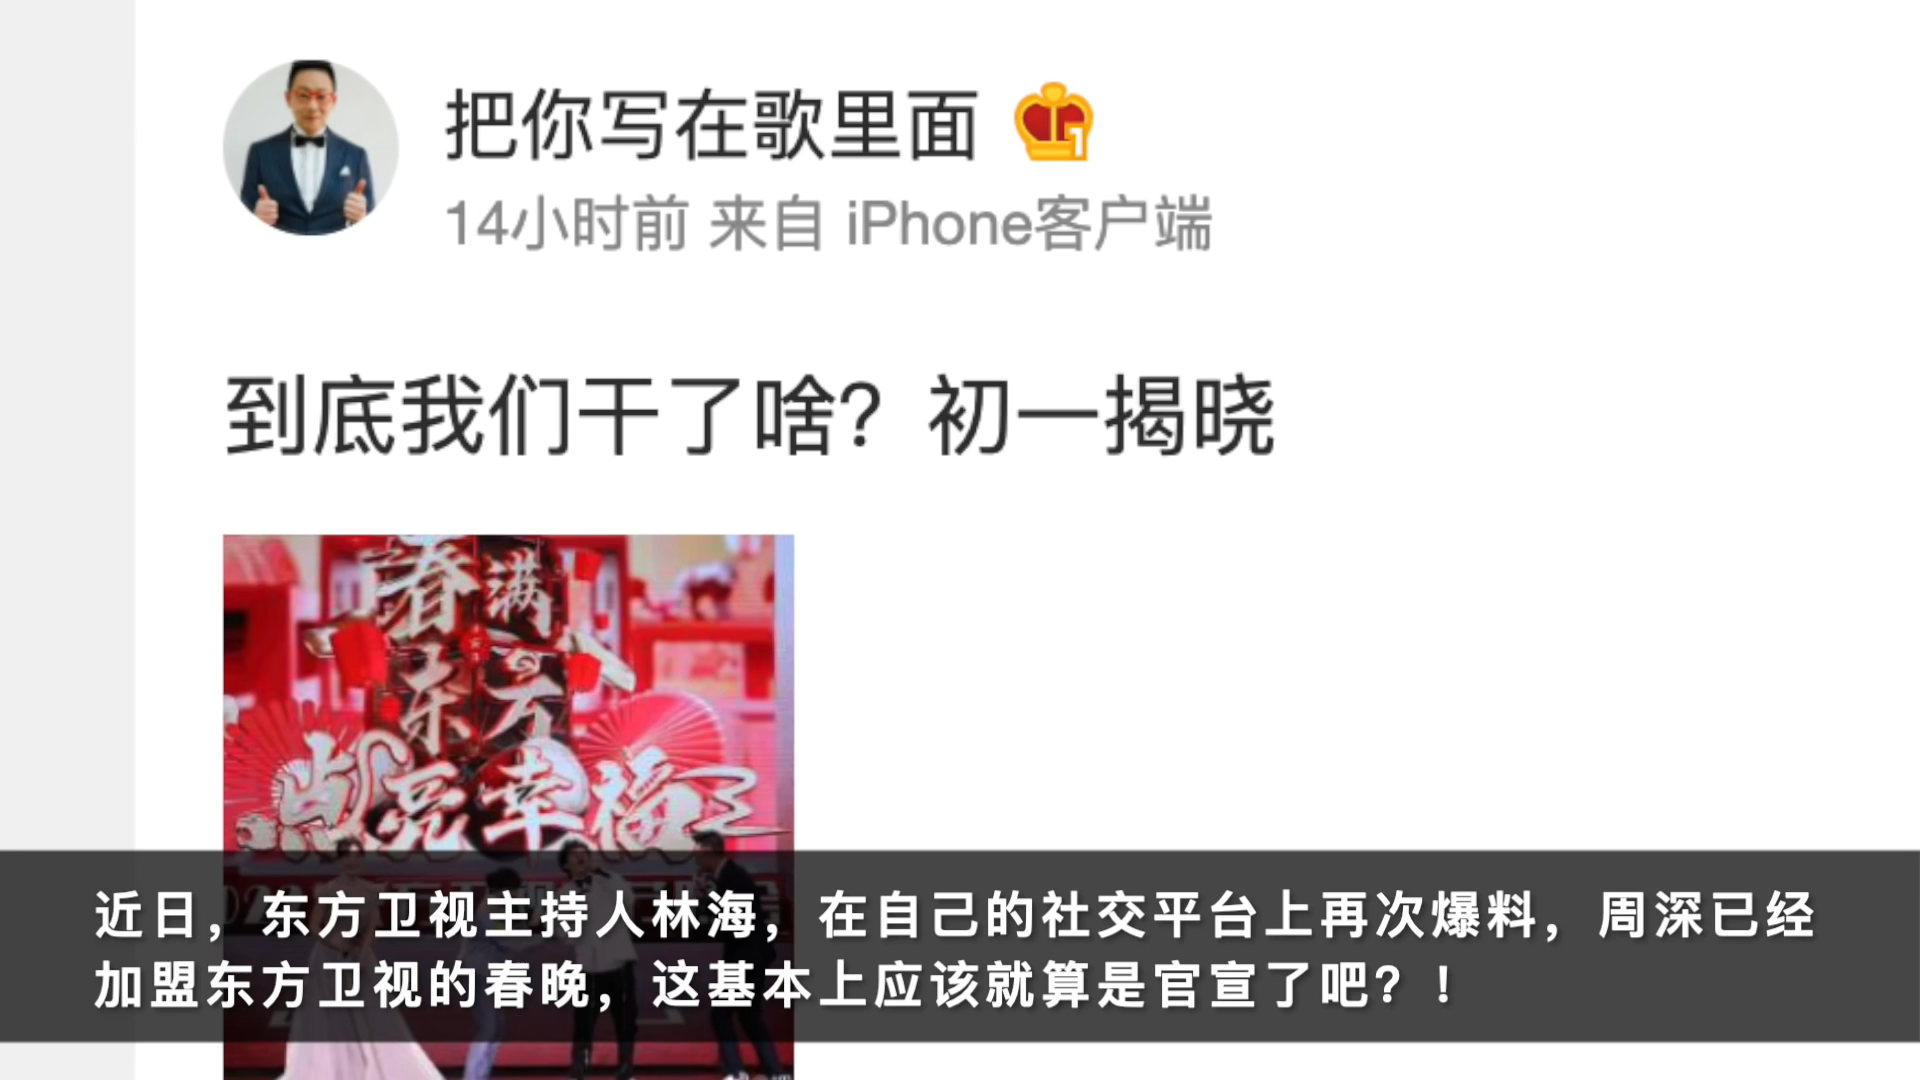 把你写在歌里面
14小时前 来自 iPhone客户端
到底我们干了啥？初一揭晓
春满
东方
点亮幸福
近日，东方卫视主持人林海，在自己的社交平台上再次爆料，周深已经
加盟东方卫视的春晚，这基本上应该就算是官宣了吧？！